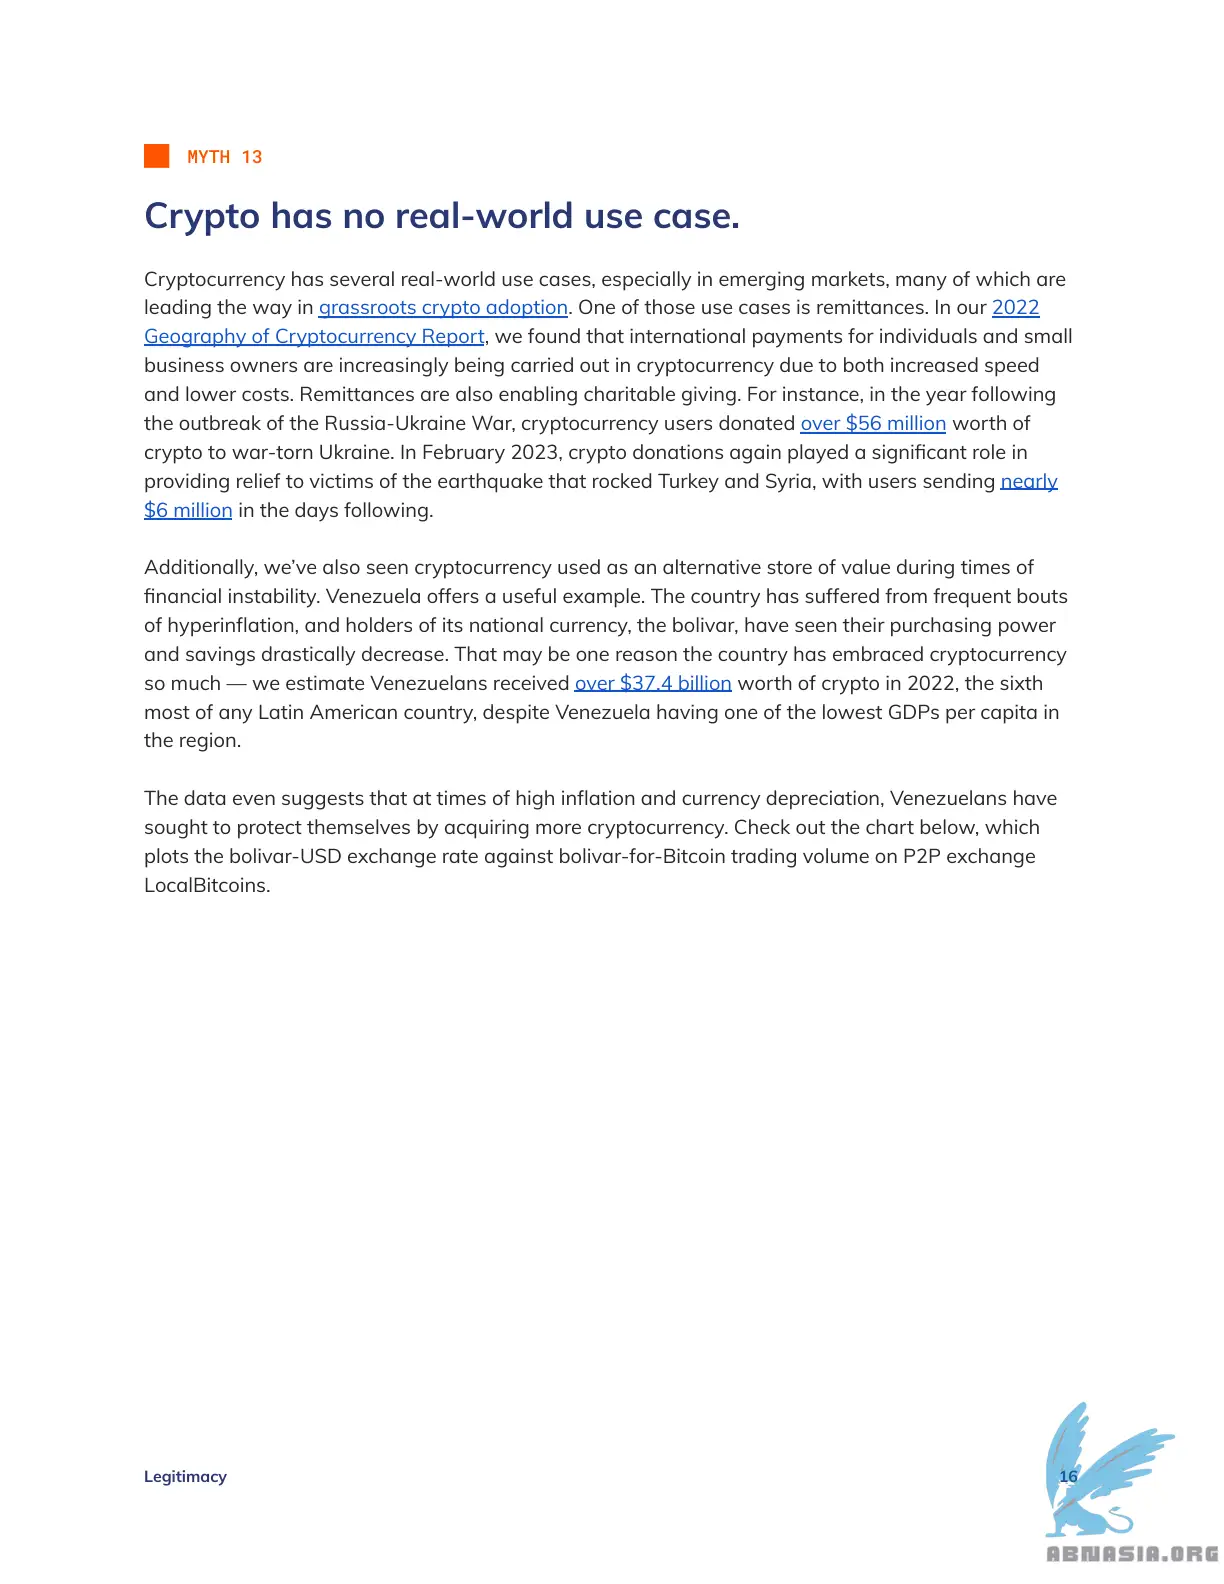 MYTH 13
Crypto has no real-world use case.
Cryptocurrency has several real-world use cases, especially in emerging markets, many of which are
leading the way in grassroots crypto adoption. One of those use cases is remittances. In our 2022
Geography of Cryptocurrency Report, we found that international payments for individuals and small
business owners are increasingly being carried out in cryptocurrency due to both increased speed
and lower costs. Remittances are also enabling charitable giving. For instance, in the year following
the outbreak of the Russia-Ukraine War, cryptocurrency users donated over $56 million worth of
crypto to war-torn Ukraine. In February 2023, crypto donations again played a significant role in
providing relief to victims of the earthquake that rocked Turkey and Syria, with users sending nearly
$6 million in the days following.
Additionally, we’ve also seen cryptocurrency used as an alternative store of value during times of
financial instability. Venezuela offers a useful example. The country has suffered from frequent bouts
of hyperinflation, and holders of its national currency, the bolivar, have seen their purchasing power
and savings drastically decrease. That may be one reason the country has embraced cryptocurrency
so much — we estimate Venezuelans received over $37.4 billion worth of crypto in 2022, the sixth
most of any Latin American country, despite Venezuela having one of the lowest GDPs per capita in
the region.
The data even suggests that at times of high inflation and currency depreciation, Venezuelans have
sought to protect themselves by acquiring more cryptocurrency. Check out the chart below, which
plots the bolivar-USD exchange rate against bolivar-for-Bitcoin trading volume on P2P exchange
LocalBitcoins.
Legitimacy
16
ABNASIA.ORG